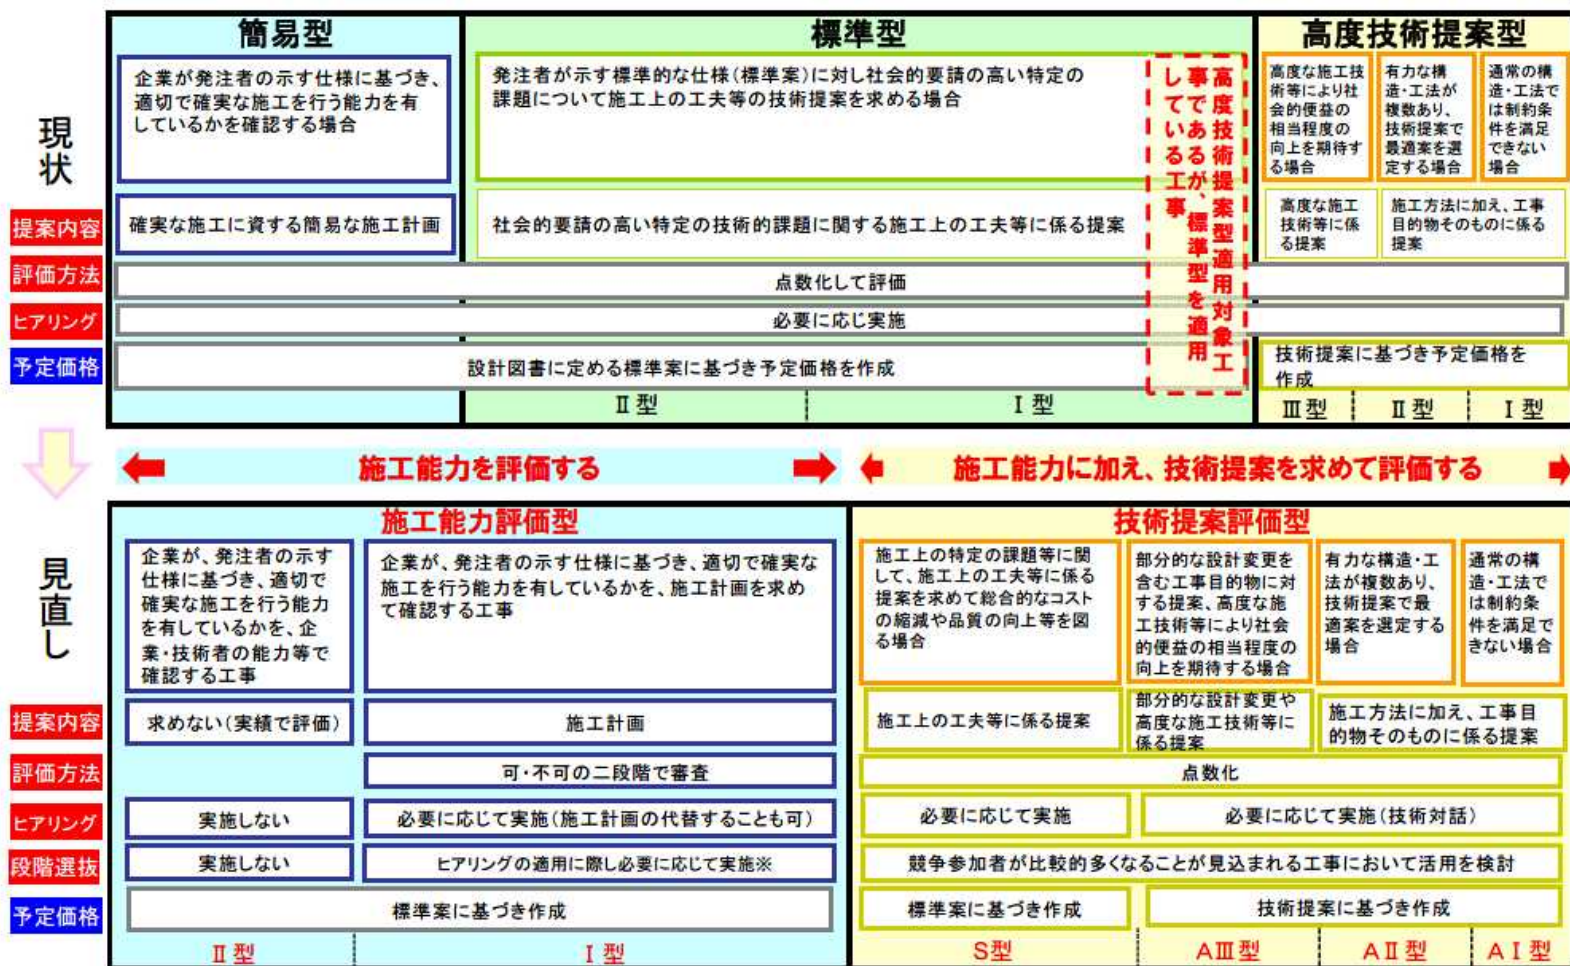 簡易型
標準型
高度技術提案型
現状
企業が発注者の示す仕様に基づき、
適切で確実な施工を行う能力を有
しているかを確認する場合
発注者が示す標準的な仕様(標準案)に対し社会的要請の高い特定の
課題について施工上の工夫等の技術提案を求める場合
高度技術提案型適用対象工
事であるが、標準型を適用
している工事
高度な施工技
術等により社
会的便益の
相当程度の
向上を期待す
る場合
有力な構
造・工法が
複数あり、
技術提案で
最適案を選
定する場合
通常の構
造・工法で
は制約条
件を満足
できない
場合
提案内容
確実な施工に資する簡易な施工計画
社会的要請の高い特定の技術的課題に関する施工上の工夫等に係る提案
高度な施工
技術等に係
る提案
施工方法に加え、工事
目的物そのものに係る
提案
評価方法
点数化して評価
ヒアリング
必要に応じ実施
予定価格
設計図書に定める標準案に基づき予定価格を作成
技術提案に基づき予定価格を
作成
Ⅱ型
Ⅰ型
Ⅲ型
Ⅱ型
Ⅰ型
施工能力を評価する
施工能力に加え、技術提案を求めて評価する
見直し
施工能力評価型
技術提案評価型
企業が、発注者の示す
仕様に基づき、適切で
確実な施工を行う能力
を有しているかを、企
業・技術者の能力等で
確認する工事
企業が、発注者の示す仕様に基づき、適切で確実な
施工を行う能力を有しているかを、施工計画を求め
て確認する工事
施工上の特定の課題等に関
して、施工上の工夫等に係る
提案を求めて総合的なコスト
の縮減や品質の向上等を図
る場合
部分的な設計変更を
含む工事目的物に対
する提案、高度な施
工技術等により社会
的便益の相当程度の
向上を期待する場合
有力な構造・工
法が複数あり、
技術提案で最
適案を選定する
場合
通常の構
造・工法で
は制約条
件を満足で
きない場合
提案内容
求めない(実績で評価)
施工計画
施工上の工夫等に係る提案
部分的な設計変更や
高度な施工技術等に
係る提案
施工方法に加え、工事目
的物そのものに係る提案
評価方法
可・不可の二段階で審査
点数化
ヒアリング
実施しない
必要に応じて実施(施工計画の代替することも可)
必要に応じて実施
必要に応じて実施(技術対話)
段階選抜
実施しない
ヒアリングの適用に際し必要に応じて実施※
競争参加者が比較的多くなることが見込まれる工事において活用を検討
予定価格
標準案に基づき作成
標準案に基づき作成
技術提案に基づき作成
Ⅱ型
Ⅰ型
S型
AⅢ型
AⅡ型
AⅠ型